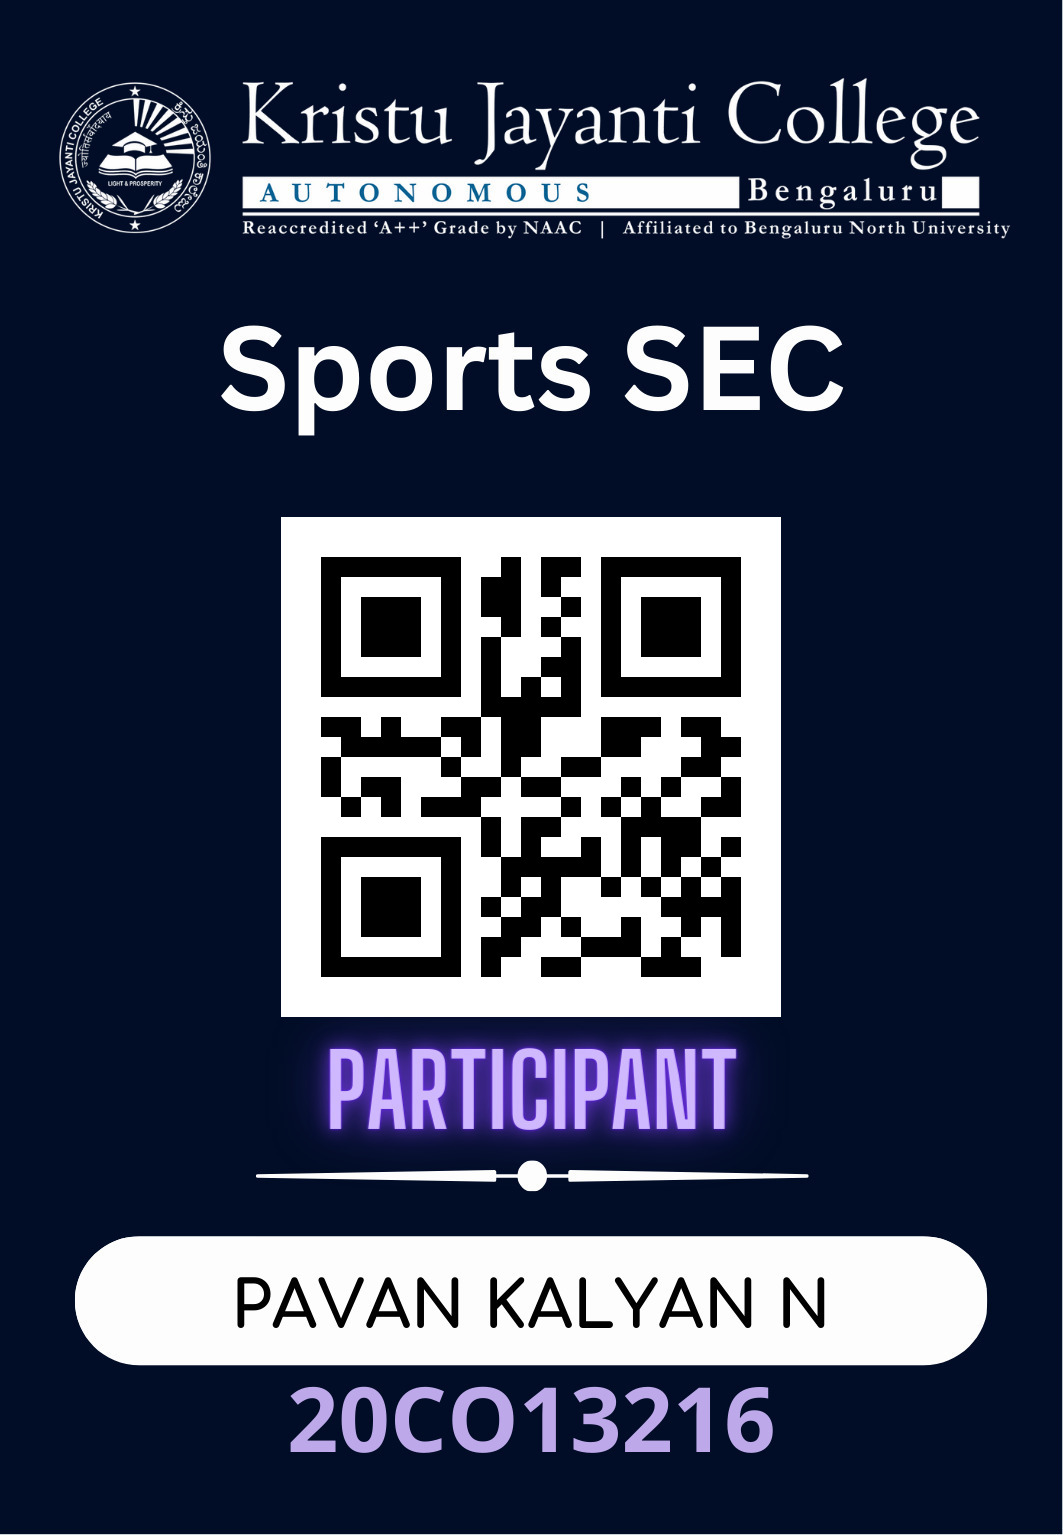 Kristu Jayanti College
AUTONOMOUS Bengaluru
Reaccredited ‘A++’ Grade by NAAC | Affiliated to Bengaluru North University
KRISTU JAYANTI COLLEGE
LIGHT & PROSPERITY
Sports SEC
PARTICIPANT
PAVAN KALYAN N
20CO13216